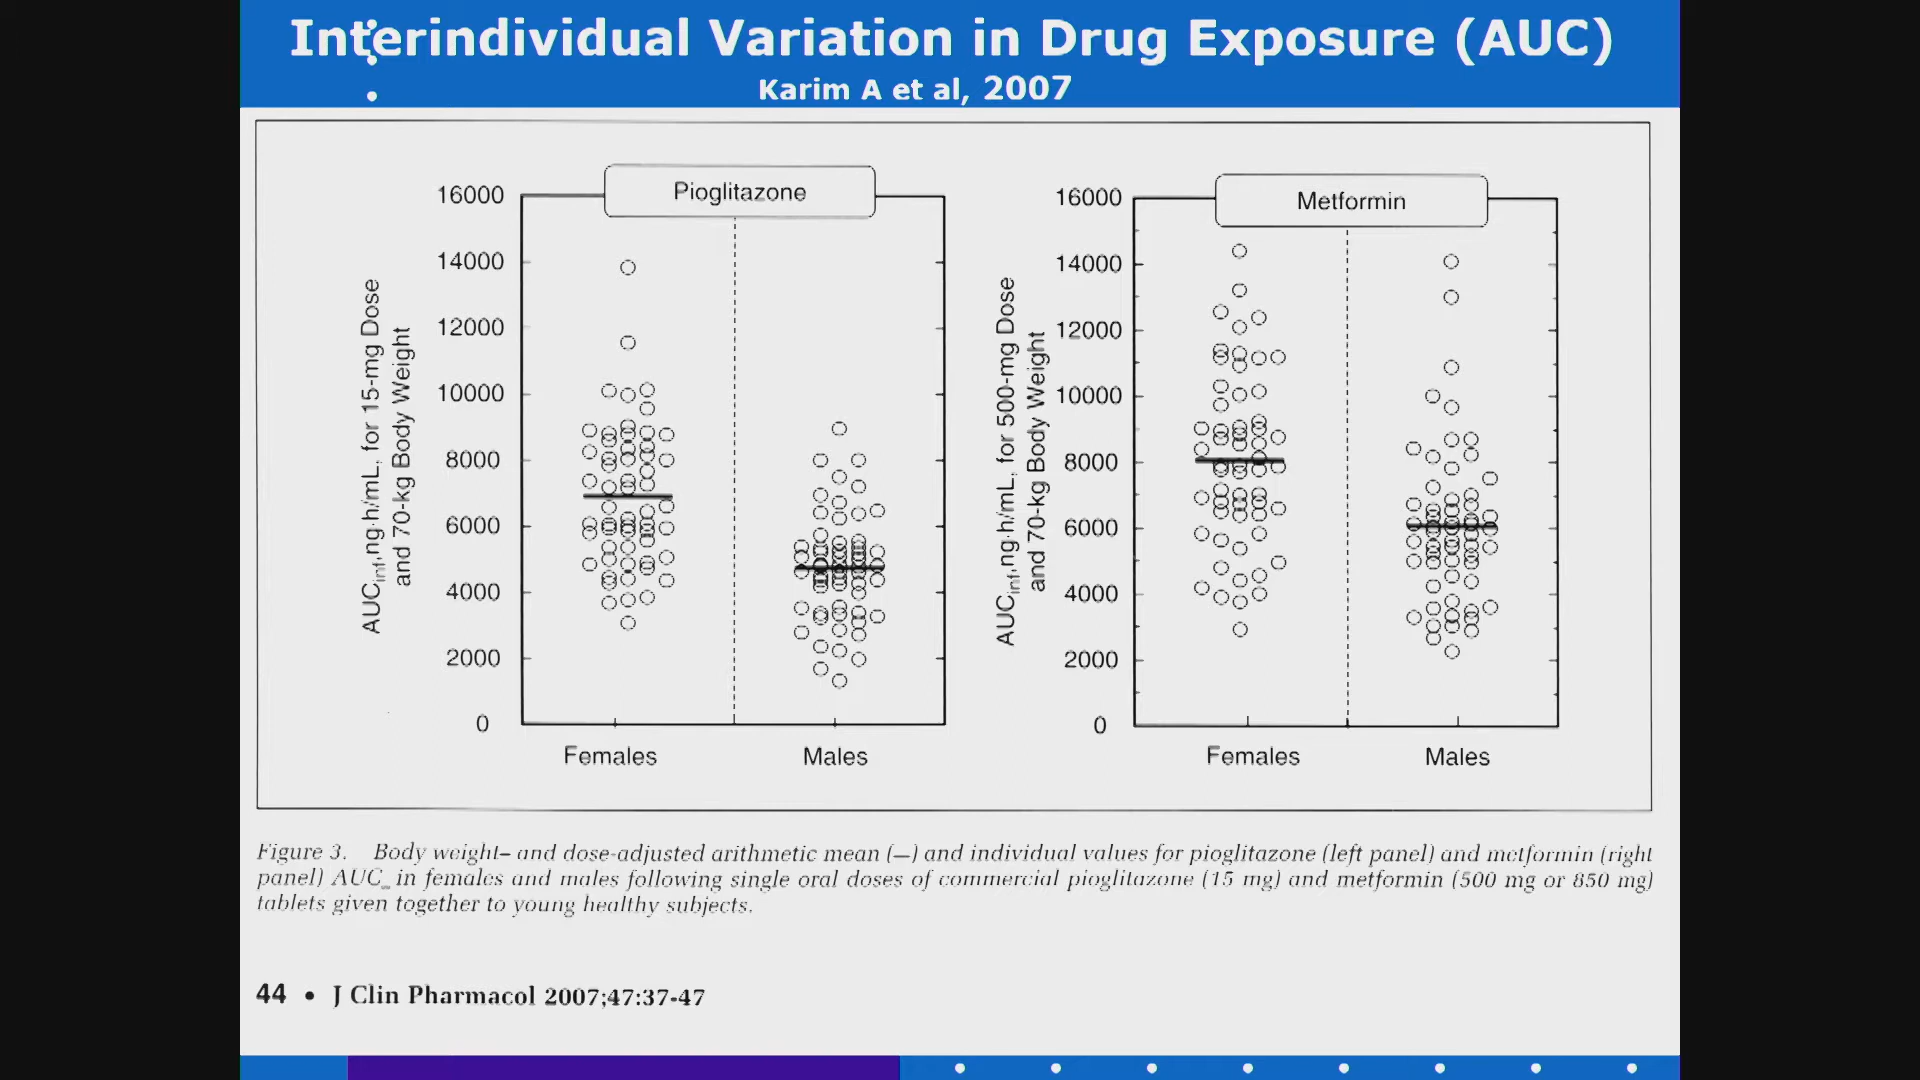 Interindividual Variation in Drug Exposure (AUC)
Karim A et al, 2007
Pioglitazone
16000
14000
12000
10000
8000
6000
4000
2000
0
AUCinf, ng·h/mL, for 15-mg Dose
and 70-kg Body Weight
Females
Males
Metformin
16000
14000
12000
10000
8000
6000
4000
2000
0
AUCinf, ng·h/mL, for 500-mg Dose
and 70-kg Body Weight
Females
Males
Figure 3. Body weight– and dose-adjusted arithmetic mean (—) and individual values for pioglitazone (left panel) and metformin (right
panel) AUC∞ in females and males following single oral doses of commercial pioglitazone (15 mg) and metformin (500 mg or 850 mg)
tablets given together to young healthy subjects.
44 • J Clin Pharmacol 2007;47:37-47